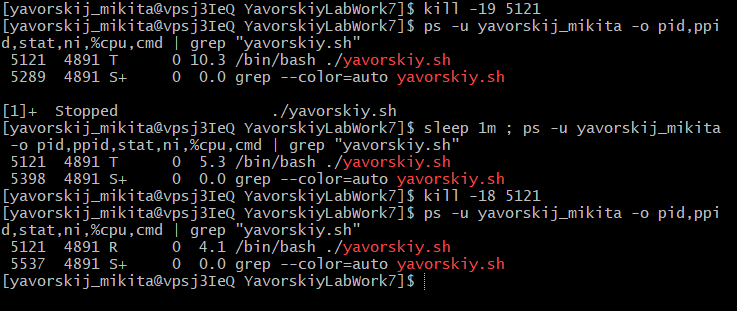 [yavorskij_mikita@vpsj3IeQ YavorskiyLabWork7]$ kill -19 5121
[yavorskij_mikita@vpsj3IeQ YavorskiyLabWork7]$ ps -u yavorskij_mikita -o pid,ppi
d,stat,ni,%cpu,cmd | grep "yavorskiy.sh"
 5121  4891 T      0 10.3 /bin/bash ./yavorskiy.sh
 5289  4891 S+     0  0.0 grep --color=auto yavorskiy.sh
[1]+  Stopped                 ./yavorskiy.sh
[yavorskij_mikita@vpsj3IeQ YavorskiyLabWork7]$ sleep 1m ; ps -u yavorskij_mikita
 -o pid,ppid,stat,ni,%cpu,cmd | grep "yavorskiy.sh"
 5121  4891 T      0  5.3 /bin/bash ./yavorskiy.sh
 5398  4891 S+     0  0.0 grep --color=auto yavorskiy.sh
[yavorskij_mikita@vpsj3IeQ YavorskiyLabWork7]$ kill -18 5121
[yavorskij_mikita@vpsj3IeQ YavorskiyLabWork7]$ ps -u yavorskij_mikita -o pid,ppi
d,stat,ni,%cpu,cmd | grep "yavorskiy.sh"
 5121  4891 R      0  4.1 /bin/bash ./yavorskiy.sh
 5537  4891 S+     0  0.0 grep --color=auto yavorskiy.sh
[yavorskij_mikita@vpsj3IeQ YavorskiyLabWork7]$